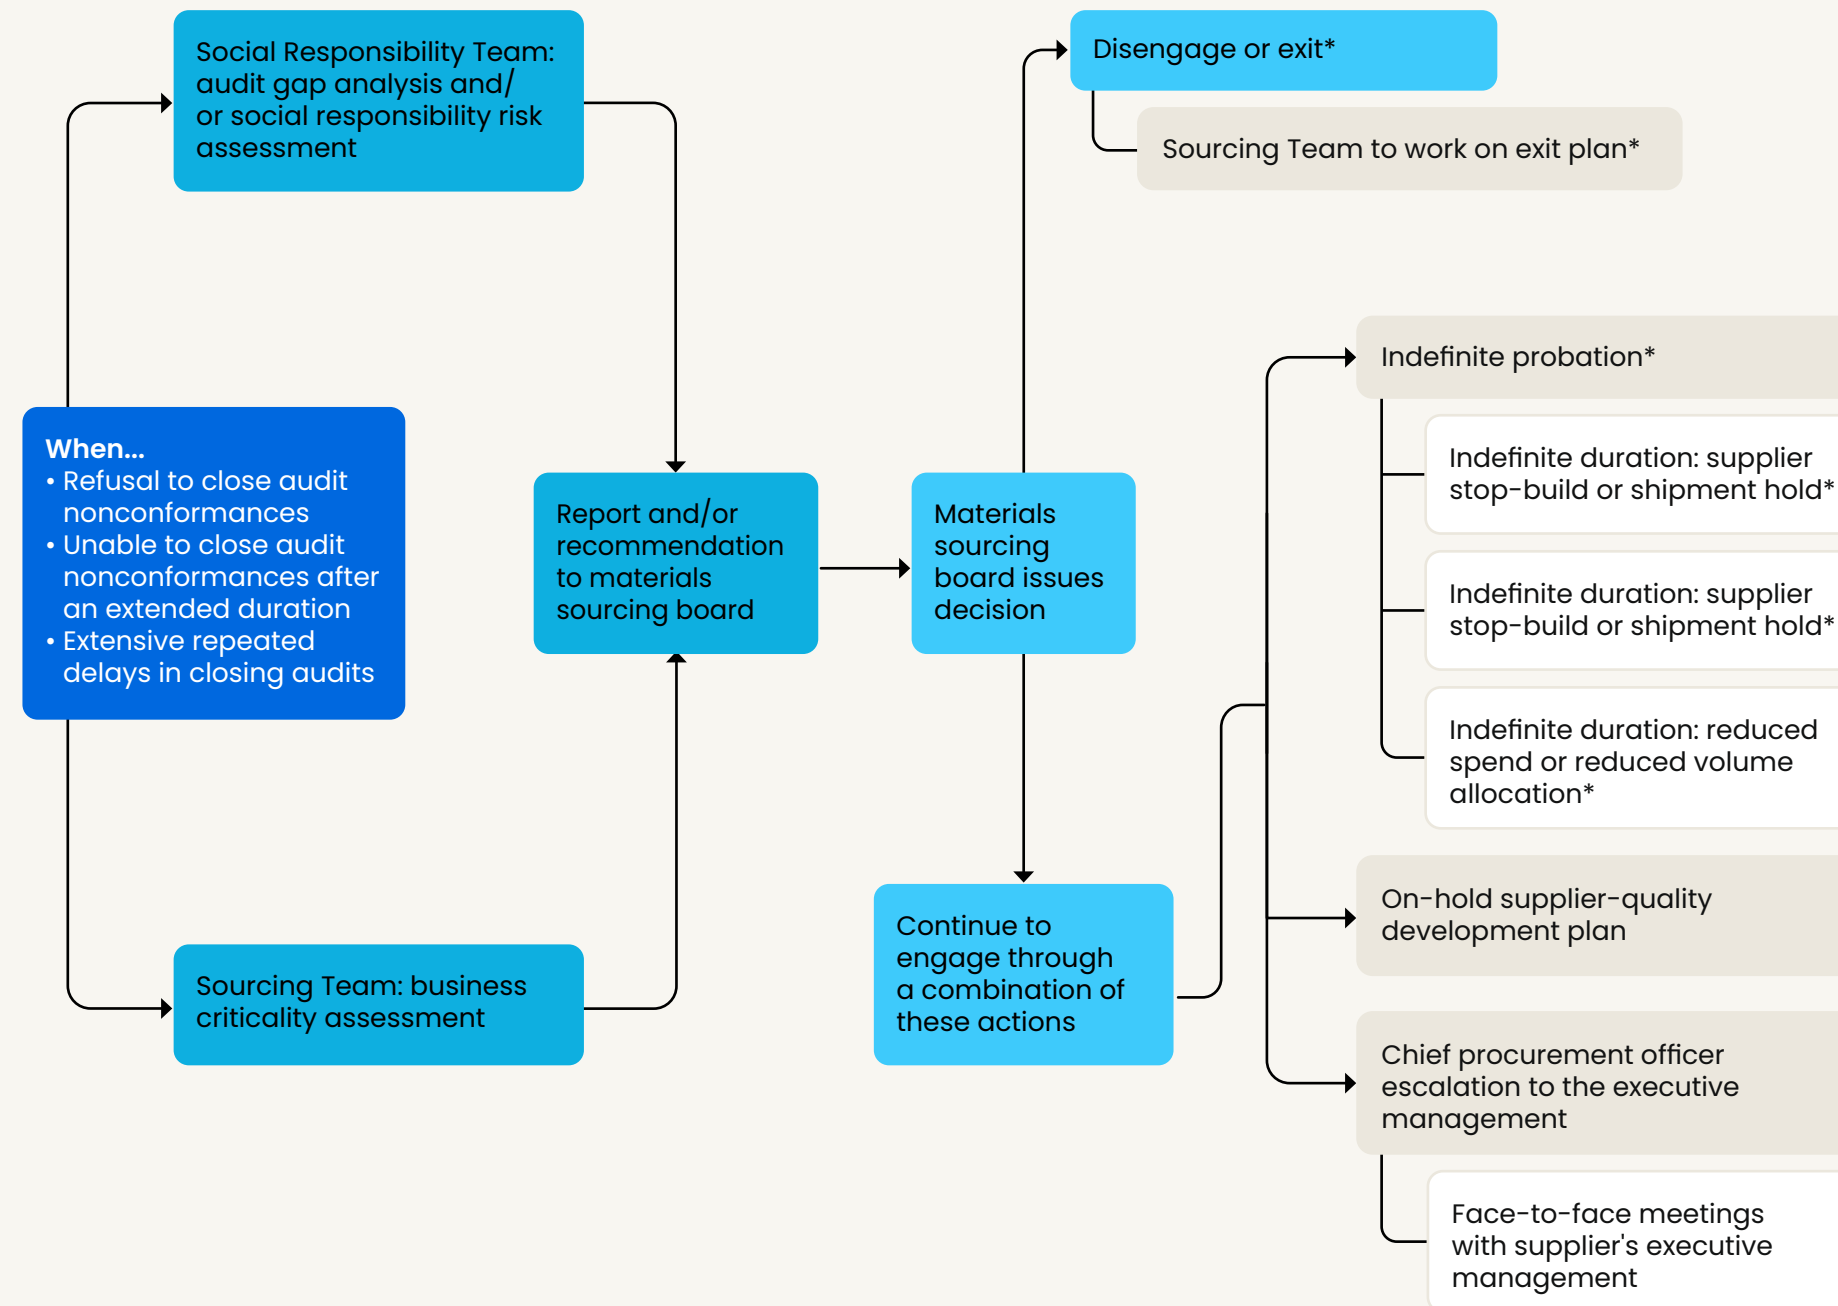 Social Responsibility Team:
audit gap analysis and/
or social responsibility risk
assessment
When...
• Refusal to close audit
nonconformances
• Unable to close audit
nonconformances after
an extended duration
• Extensive repeated
delays in closing audits
Sourcing Team: business
criticality assessment
Report and/or
recommendation
to materials
sourcing board
Materials
sourcing
board issues
decision
Disengage or exit*
Sourcing Team to work on exit plan*
Continue to
engage through
a combination of
these actions
Indefinite probation*
Indefinite duration: supplier
stop-build or shipment hold*
Indefinite duration: supplier
stop-build or shipment hold*
Indefinite duration: reduced
spend or reduced volume
allocation*
On-hold supplier-quality
development plan
Chief procurement officer
escalation to the executive
management
Face-to-face meetings
with supplier's executive
management